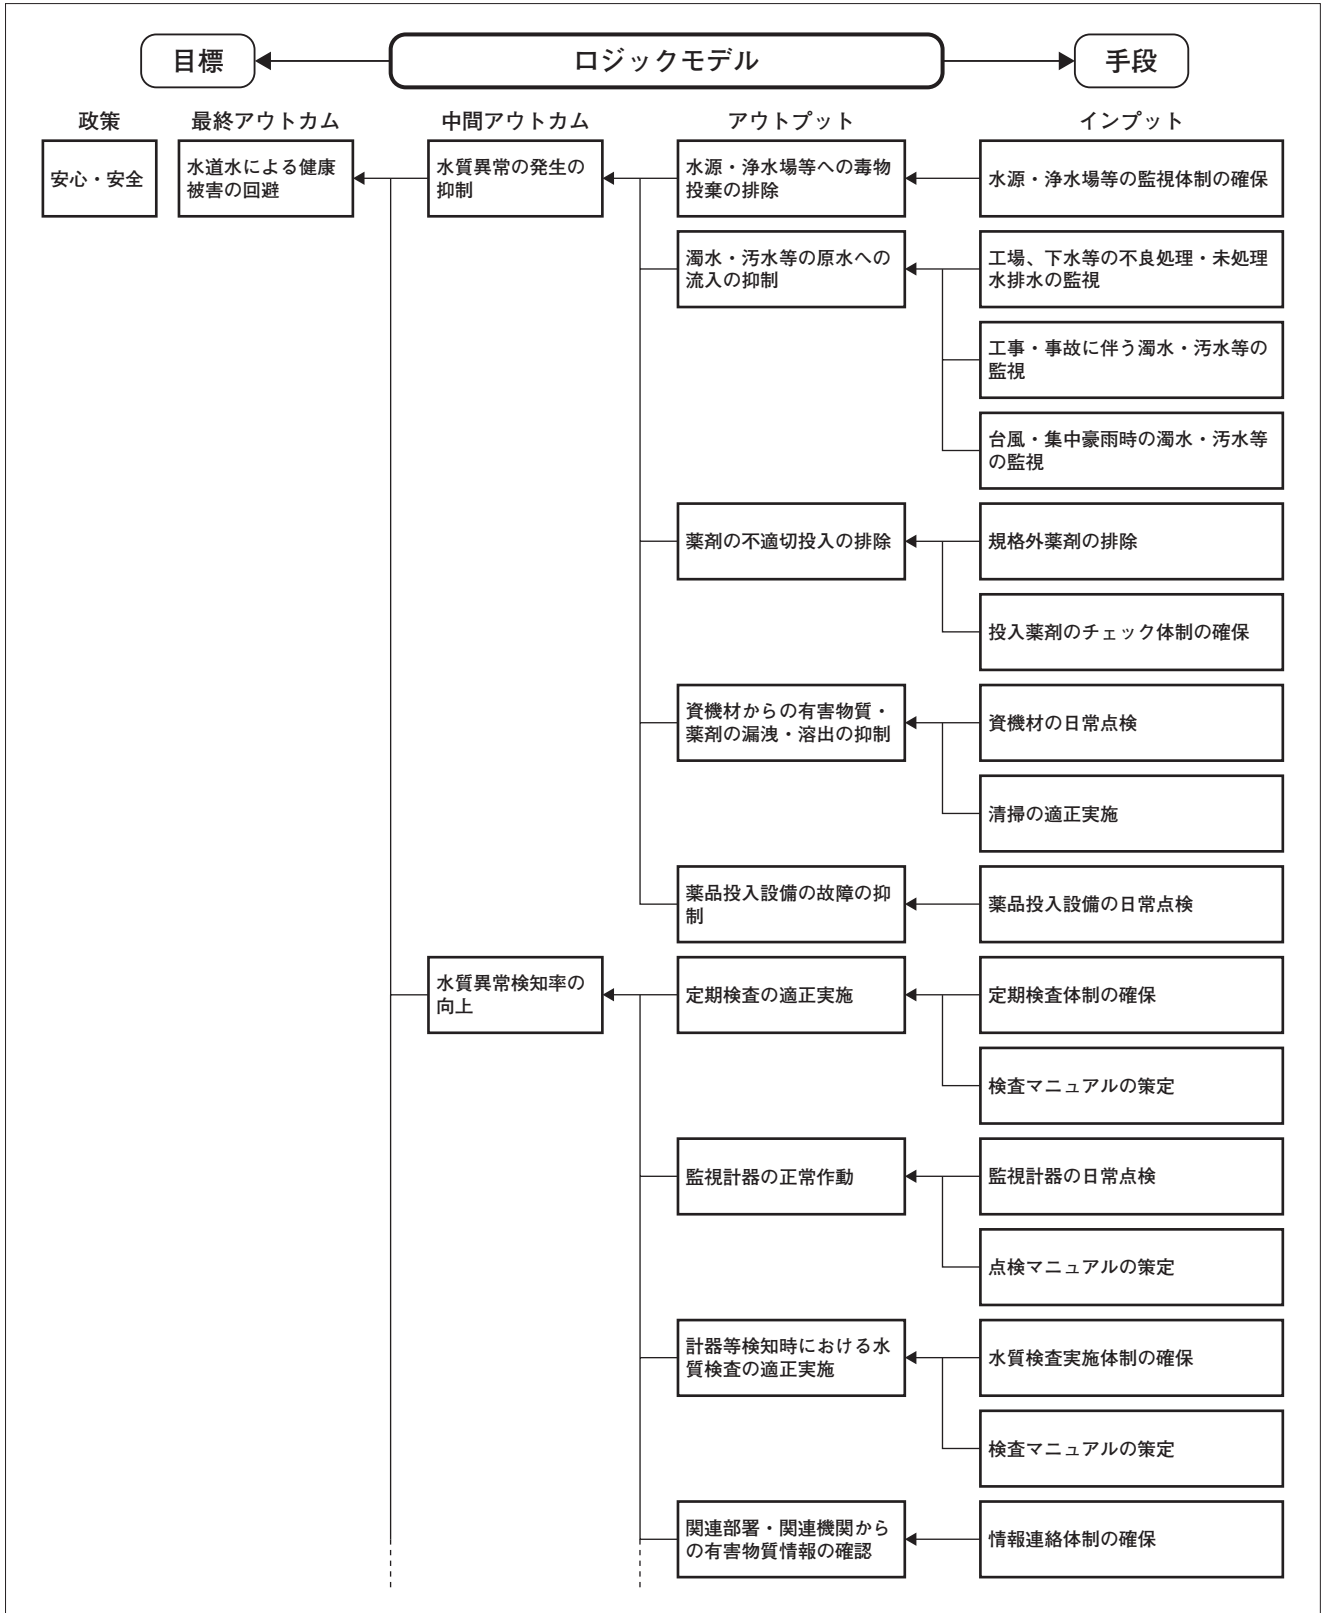 目標
ロジックモデル
手段
政策
最終アウトカム
中間アウトカム
アウトプット
インプット
安心・安全
水道水による健康
被害の回避
水質異常の発生の
抑制
水源・浄水場等への毒物
投棄の排除
水源・浄水場等の監視体制の確保
濁水・汚水等の原水への
流入の抑制
工場、下水等の不良処理・未処理
水排水の監視
工事・事故に伴う濁水・汚水等の
監視
台風・集中豪雨時の濁水・汚水等
の監視
薬剤の不適切投入の排除
規格外薬剤の排除
投入薬剤のチェック体制の確保
資機材からの有害物質・
薬剤の漏洩・溶出の抑制
資機材の日常点検
清掃の適正実施
薬品投入設備の故障の抑
制
薬品投入設備の日常点検
水質異常検知率の
向上
定期検査の適正実施
定期検査体制の確保
検査マニュアルの策定
監視計器の正常作動
監視計器の日常点検
点検マニュアルの策定
計器等検知時における水
質検査の適正実施
水質検査実施体制の確保
検査マニュアルの策定
関連部署・関連機関から
の有害物質情報の確認
情報連絡体制の確保